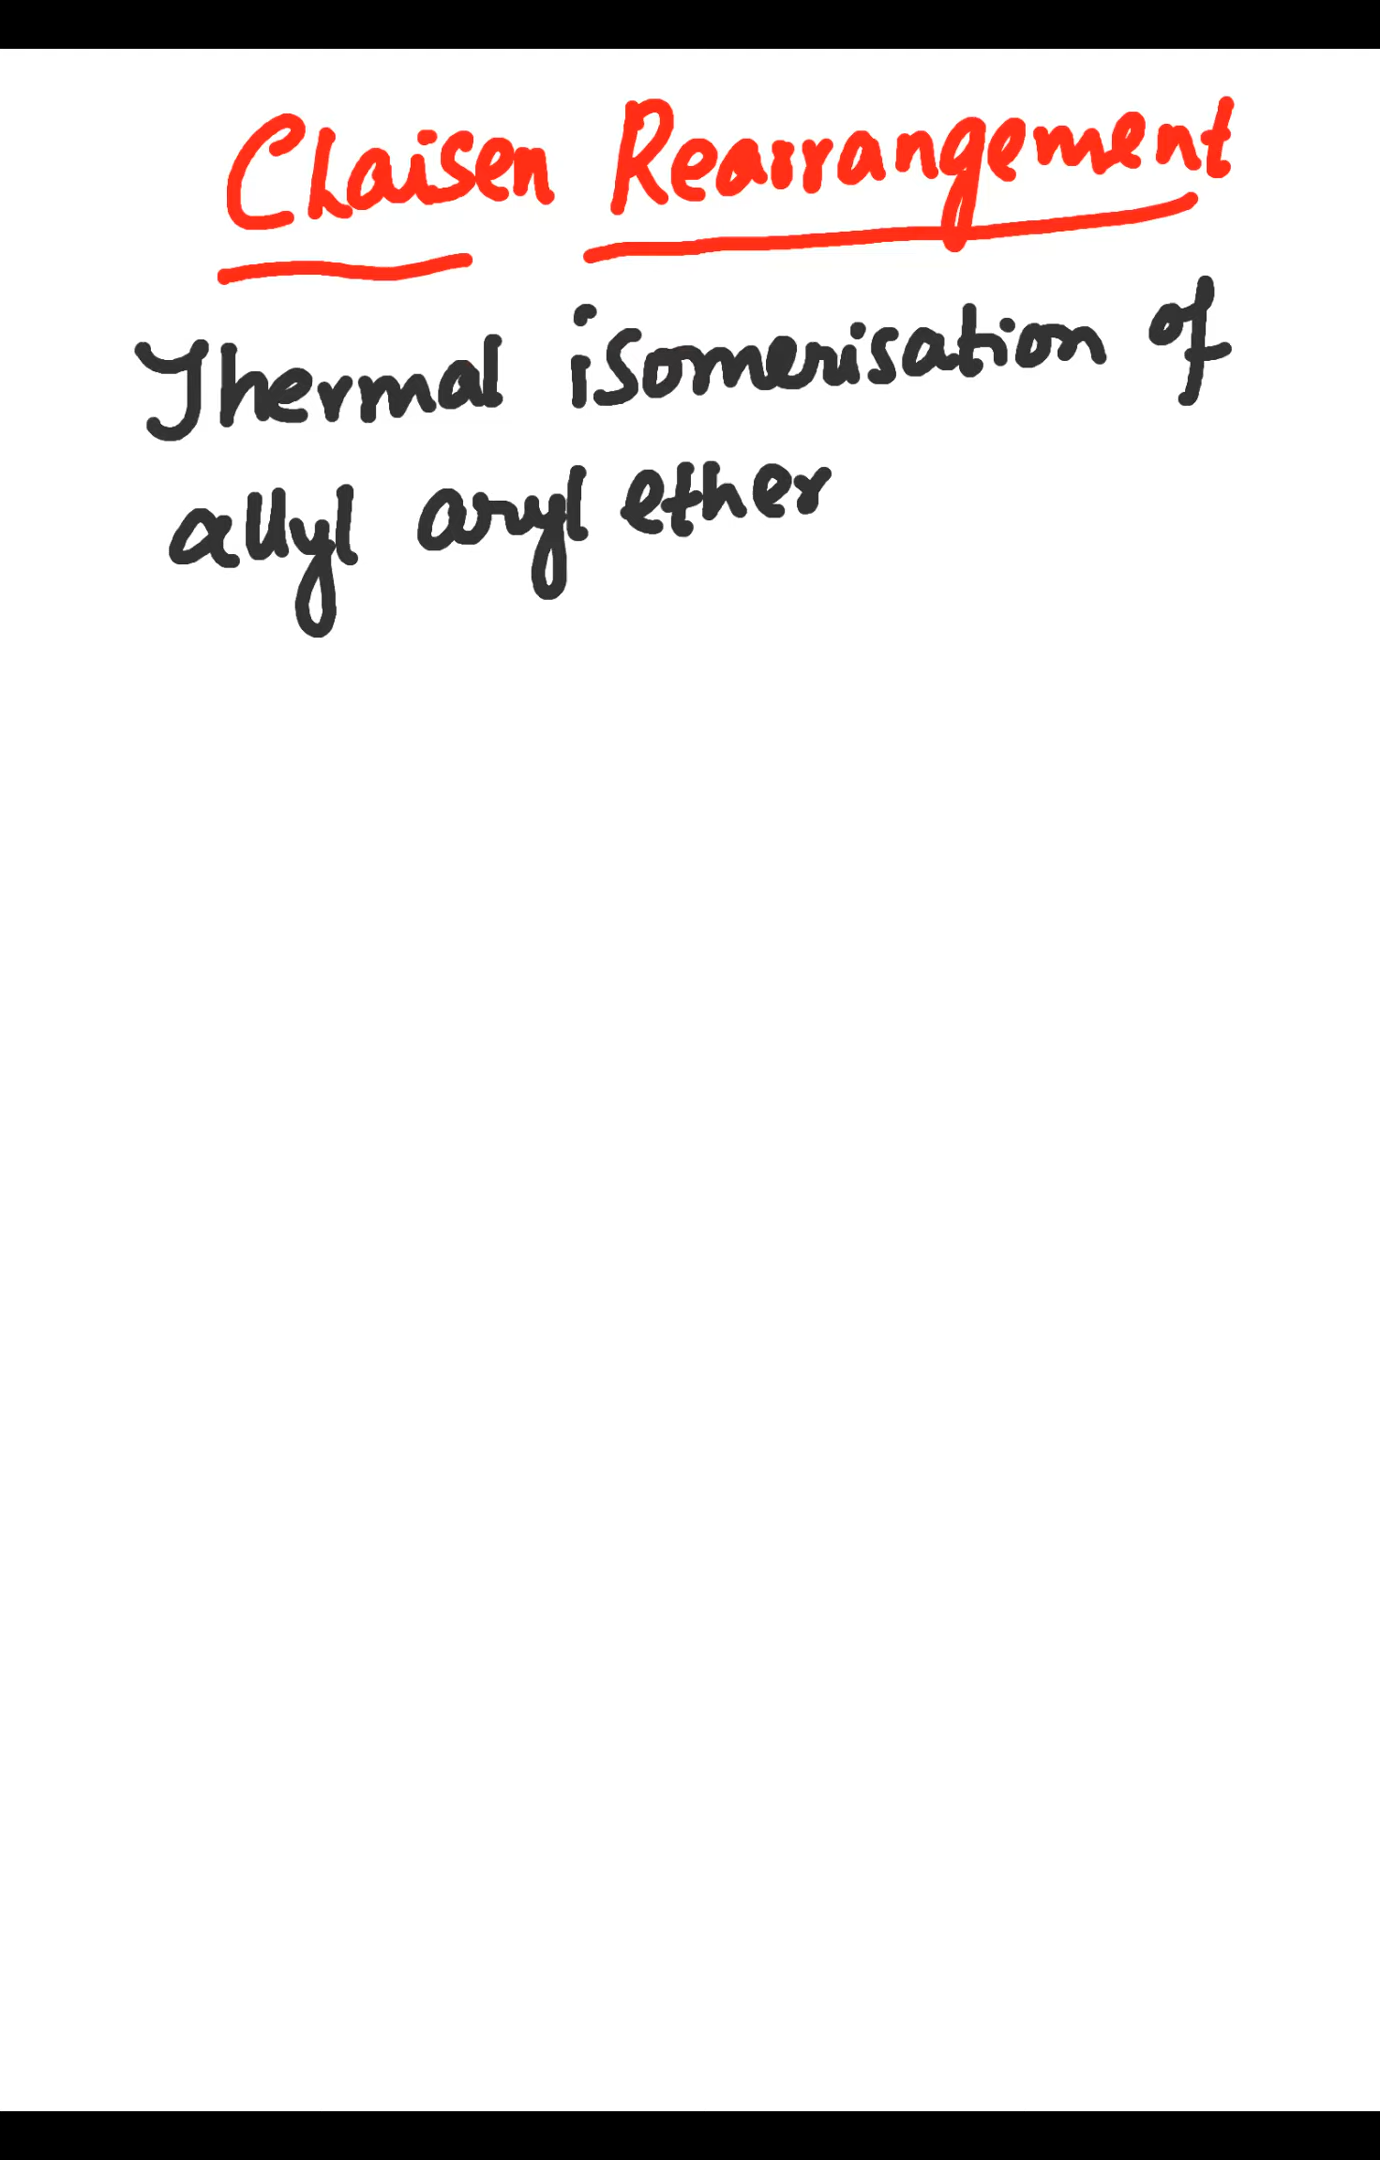 Claisen Rearrangement
Thermal isomerisation of
allyl aryl ether